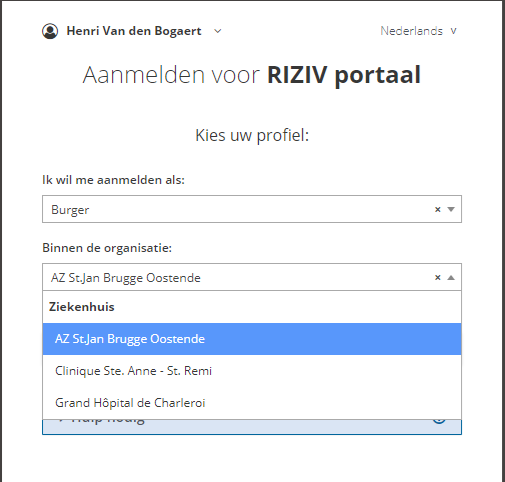 Henri Van den Bogaert
Nederlands
Aanmelden voor RIZIV portaal
Kies uw profiel:
Ik wil me aanmelden als:
Burger
Binnen de organisatie:
AZ St.Jan Brugge Oostende
Ziekenhuis
AZ St.Jan Brugge Oostende
Clinique Ste. Anne - St. Remi
Grand Hôpital de Charleroi
Hulp nodig